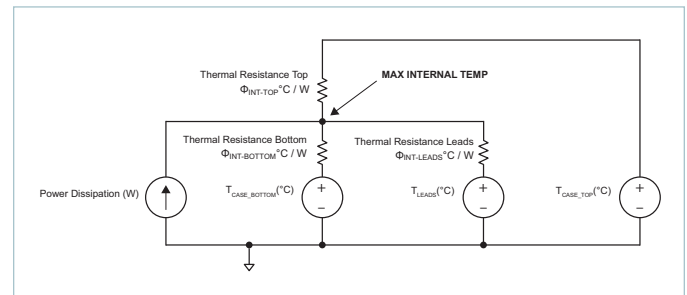 Thermal Resistance Top
ΦINT-TOP°C / W
MAX INTERNAL TEMP
Thermal Resistance Bottom
ΦINT-BOTTOM°C / W
Thermal Resistance Leads
ΦINT-LEADS°C / W
Power Dissipation (W)
TCASE_BOTTOM(°C)
+
–
TLEADS(°C)
+
–
TCASE_TOP(°C)
+
–